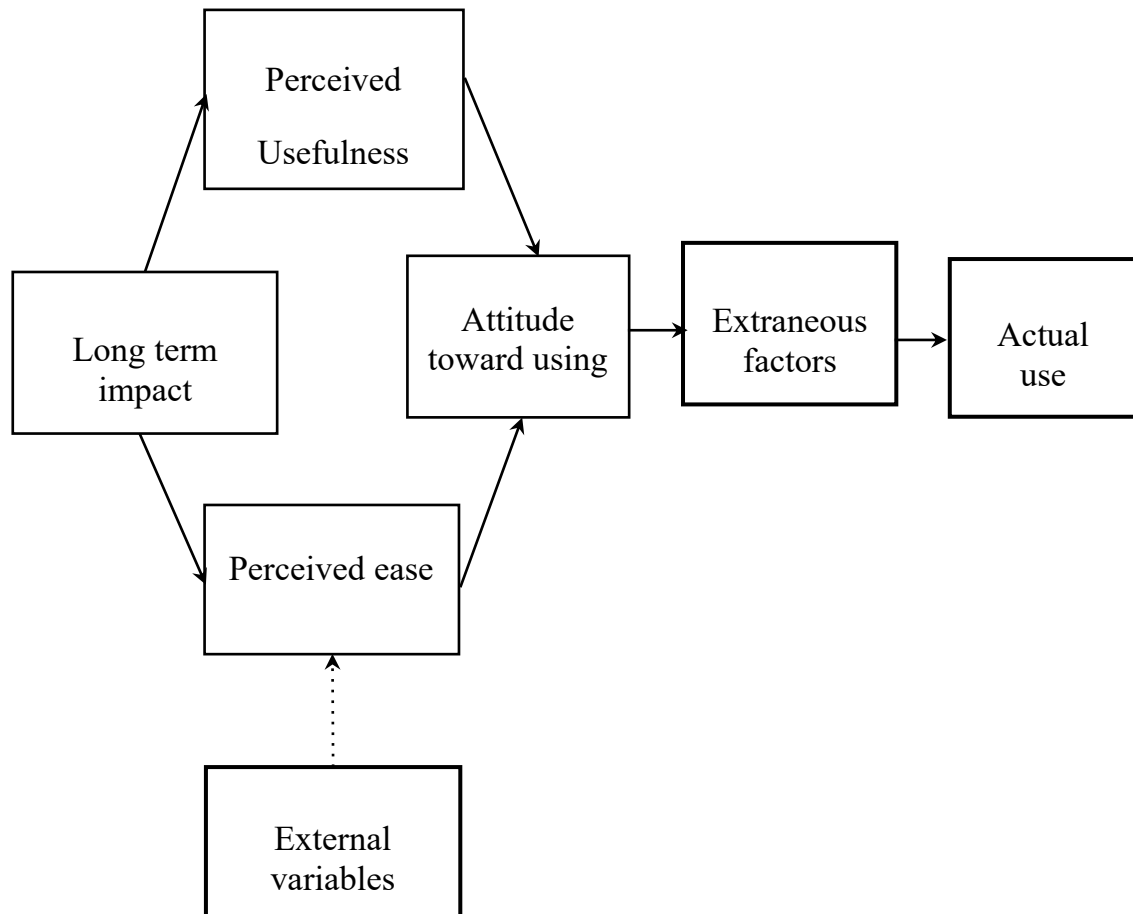 Perceived
Usefulness
Long term
impact
Attitude
toward using
Extraneous
factors
Actual
use
Perceived ease
External
variables